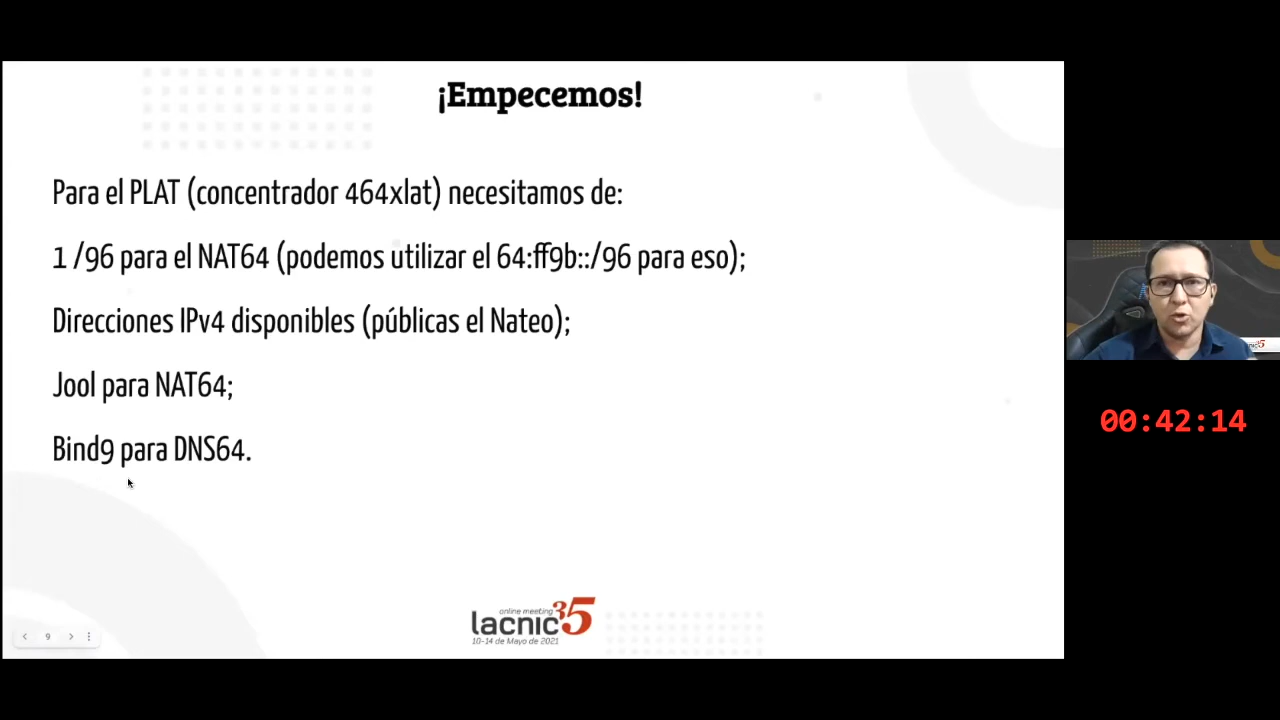 ¡Empecemos!
Para el PLAT (concentrador 464xlat) necesitamos de:
1 /96 para el NAT64 (podemos utilizar el 64:ff9b::/96 para eso);
Direcciones IPv4 disponibles (públicas el Nateo);
Jool para NAT64;
Bind9 para DNS64.
online meeting
lacnic35
10-14 de Mayo de 2021
9
nic35
00:42:14